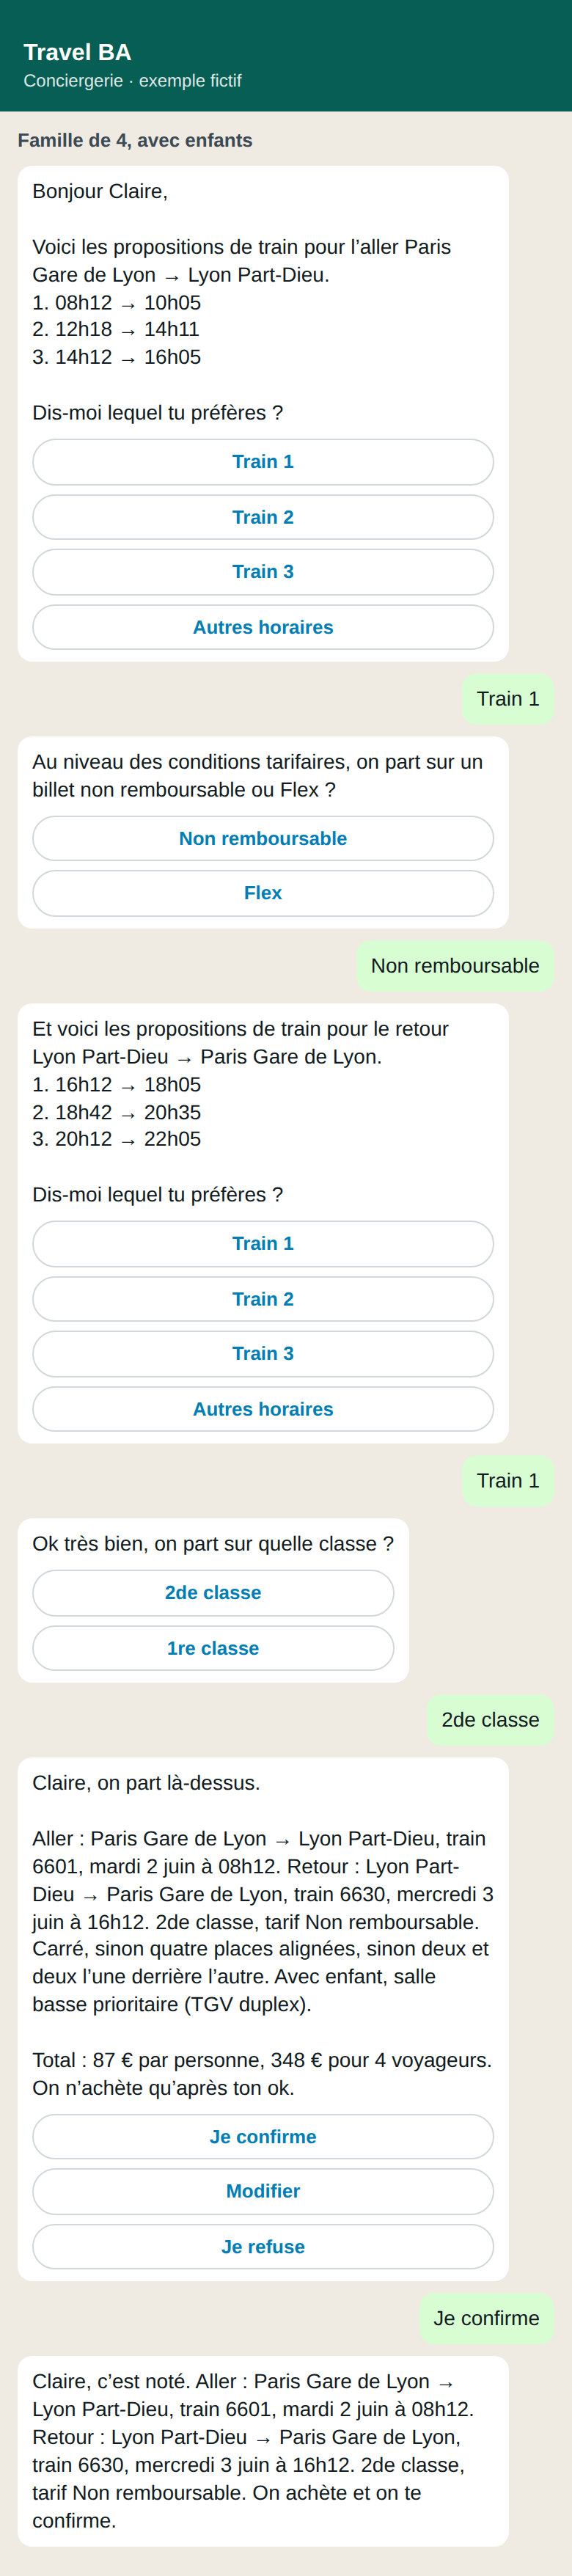 Travel BA
Conciergerie · exemple fictif
Famille de 4, avec enfants
Bonjour Claire,
Voici les propositions de train pour l’aller Paris
Gare de Lyon → Lyon Part-Dieu.
1. 08h12 → 10h05
2. 12h18 → 14h11
3. 14h12 → 16h05
Dis-moi lequel tu préfères ?
Train 1
Train 2
Train 3
Autres horaires
Train 1
Au niveau des conditions tarifaires, on part sur un
billet non remboursable ou Flex ?
Non remboursable
Flex
Non remboursable
Et voici les propositions de train pour le retour
Lyon Part-Dieu → Paris Gare de Lyon.
1. 16h12 → 18h05
2. 18h42 → 20h35
3. 20h12 → 22h05
Dis-moi lequel tu préfères ?
Train 1
Train 2
Train 3
Autres horaires
Train 1
Ok très bien, on part sur quelle classe ?
2de classe
1re classe
2de classe
Claire, on part là-dessus.
Aller : Paris Gare de Lyon → Lyon Part-Dieu, train
6601, mardi 2 juin à 08h12. Retour : Lyon Part-
Dieu → Paris Gare de Lyon, train 6630, mercredi 3
juin à 16h12. 2de classe, tarif Non remboursable.
Carré, sinon quatre places alignées, sinon deux et
deux l’une derrière l’autre. Avec enfant, salle
basse prioritaire (TGV duplex).
Total : 87 € par personne, 348 € pour 4 voyageurs.
On n’achète qu’après ton ok.
Je confirme
Modifier
Je refuse
Je confirme
Claire, c’est noté. Aller : Paris Gare de Lyon →
Lyon Part-Dieu, train 6601, mardi 2 juin à 08h12.
Retour : Lyon Part-Dieu → Paris Gare de Lyon,
train 6630, mercredi 3 juin à 16h12. 2de classe,
tarif Non remboursable. On achète et on te
confirme.